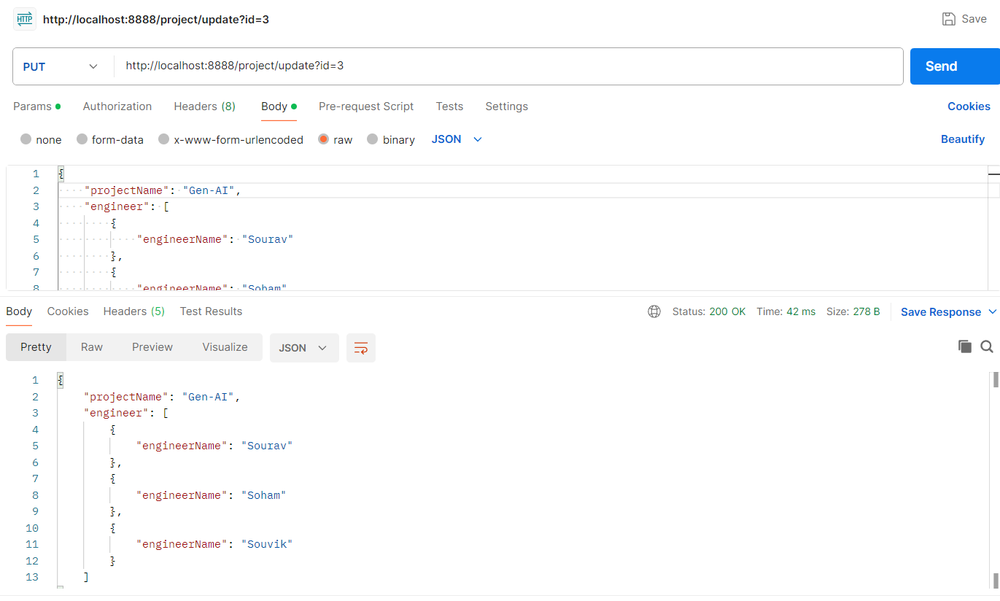 HTTP http://localhost:8888/project/update?id=3 Save
PUT http://localhost:8888/project/update?id=3 Send
Params Authorization Headers (8) Body Pre-request Script Tests Settings Cookies
none form-data x-www-form-urlencoded raw binary JSON Beautify
1 {
2 "projectName": "Gen-AI",
3 "engineer": [
4 {
5 "engineerName": "Sourav"
6 },
7 {
8 "engineerName": "Soham"
Body Cookies Headers (5) Test Results Status: 200 OK Time: 42 ms Size: 278 B Save Response
Pretty Raw Preview Visualize JSON
1 {
2 "projectName": "Gen-AI",
3 "engineer": [
4 {
5 "engineerName": "Sourav"
6 },
7 {
8 "engineerName": "Soham"
9 },
10 {
11 "engineerName": "Souvik"
12 }
13 ]